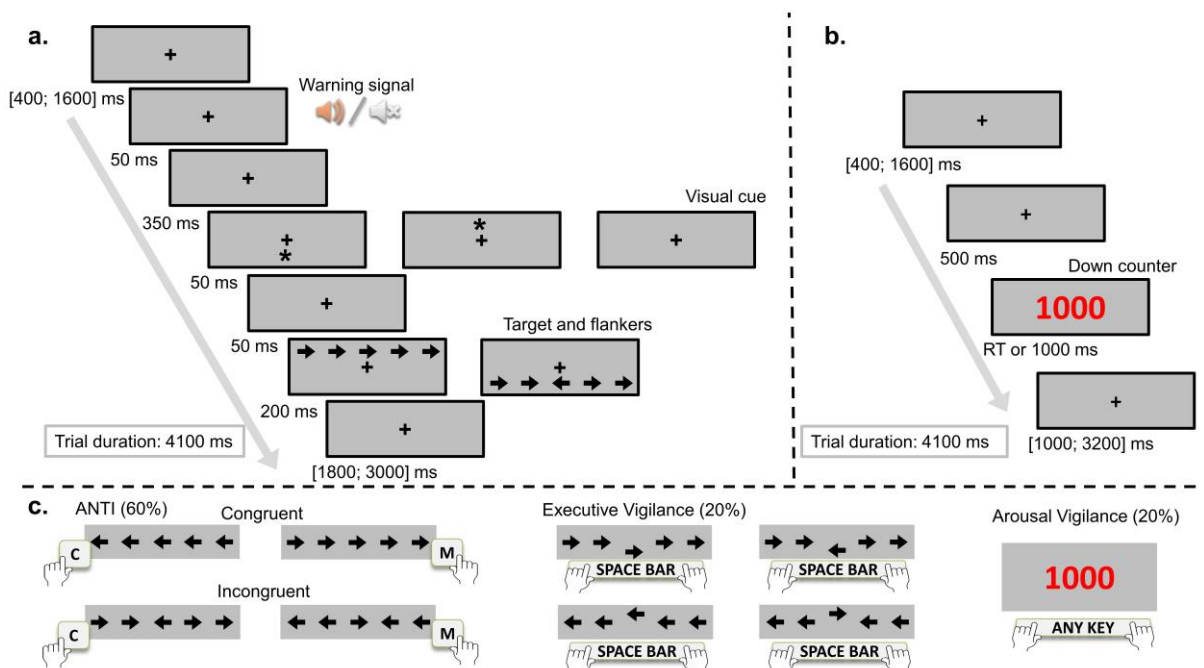 a.
[400; 1600] ms
Warning signal
50 ms
350 ms
Visual cue
50 ms
50 ms
Target and flankers
200 ms
Trial duration: 4100 ms
[1800; 3000] ms
b.
[400; 1600] ms
500 ms
Down counter
1000
RT or 1000 ms
Trial duration: 4100 ms
[1000; 3200] ms
c.
ANTI (60%)
Congruent
C
M
Incongruent
C
M
Executive Vigilance (20%)
SPACE BAR
SPACE BAR
SPACE BAR
SPACE BAR
Arousal Vigilance (20%)
1000
ANY KEY